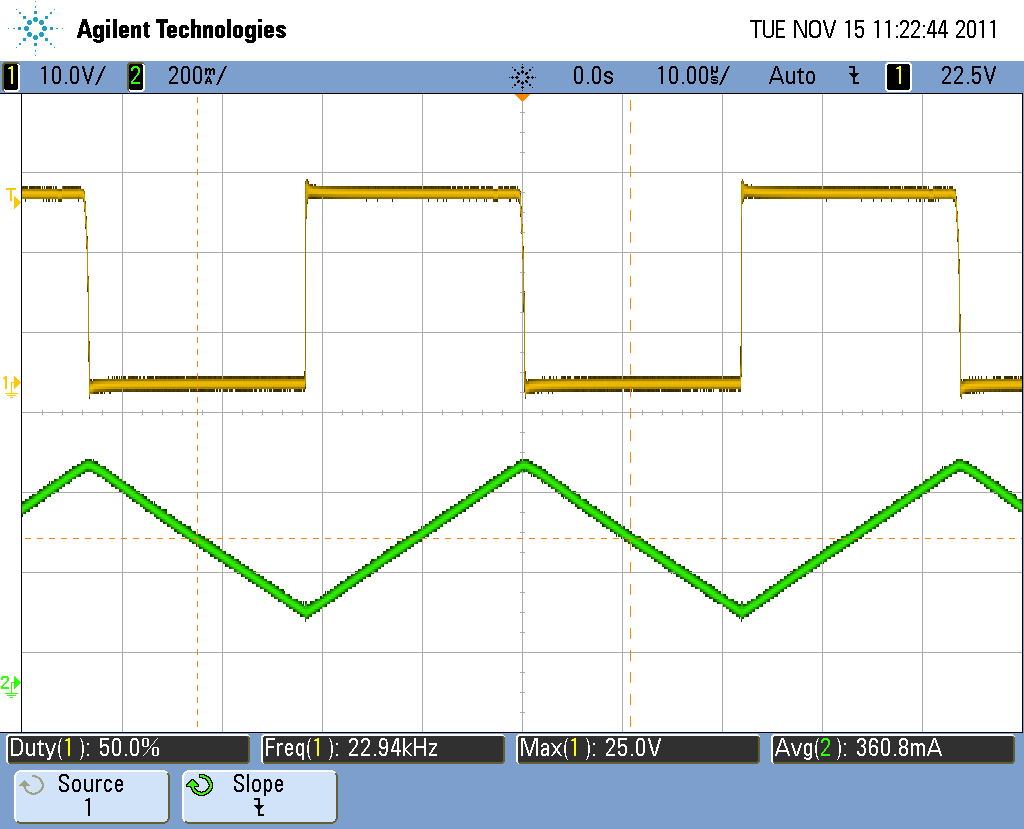 Agilent Technologies TUE NOV 15 11:22:44 2011
1 10.0V/ 2 200mA/ 0.0s 10.00µs/ Auto 1 22.5V
T
1
2
Duty(1): 50.0% Freq(1): 22.94kHz Max(1): 25.0V Avg(2): 360.8mA
Source Slope
1